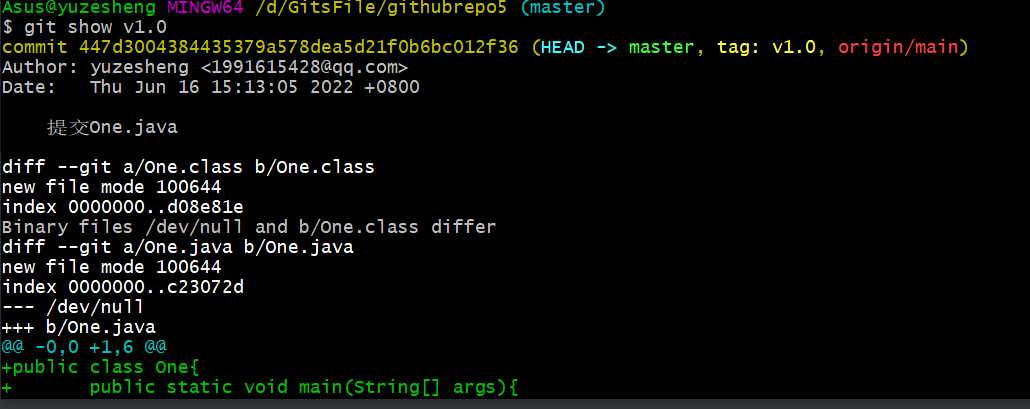 Asus@yuzesheng MINGW64 /d/GitsFile/githubrepo5 (master)
$ git show v1.0
commit 447d3004384435379a578dea5d21f0b6bc012f36 (HEAD -> master, tag: v1.0, origin/main)
Author: yuzesheng <1991615428@qq.com>
Date:   Thu Jun 16 15:13:05 2022 +0800
    提交One.java
diff --git a/One.class b/One.class
new file mode 100644
index 0000000..d08e81e
Binary files /dev/null and b/One.class differ
diff --git a/One.java b/One.java
new file mode 100644
index 0000000..c23072d
--- /dev/null
+++ b/One.java
@@ -0,0 +1,6 @@
+public class One{
+       public static void main(String[] args){